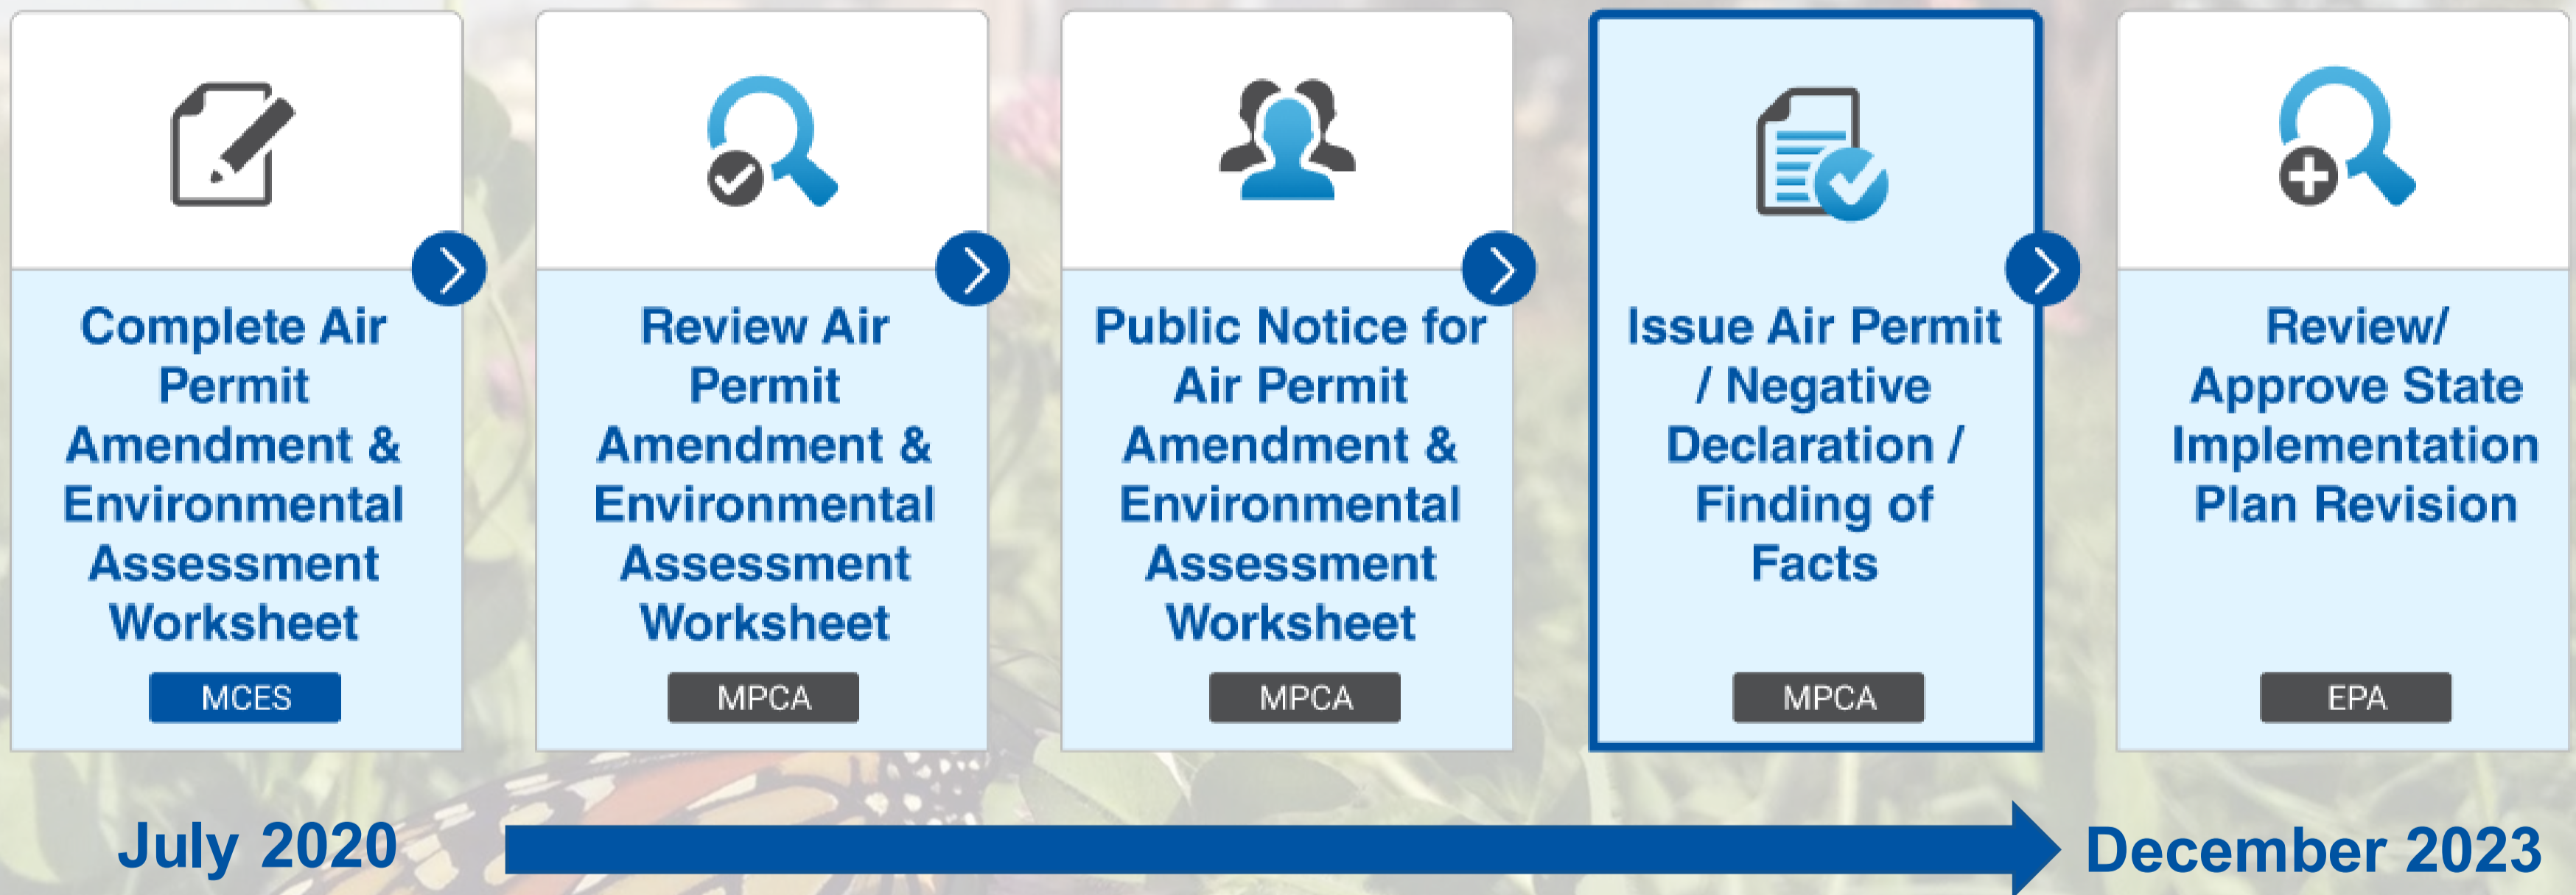 Complete Air
Permit
Amendment &
Environmental
Assessment
Worksheet
MCES
Review Air
Permit
Amendment &
Environmental
Assessment
Worksheet
MPCA
Public Notice for
Air Permit
Amendment &
Environmental
Assessment
Worksheet
MPCA
Issue Air Permit
/ Negative
Declaration /
Finding of
Facts
MPCA
Review/
Approve State
Implementation
Plan Revision
EPA
July 2020
December 2023